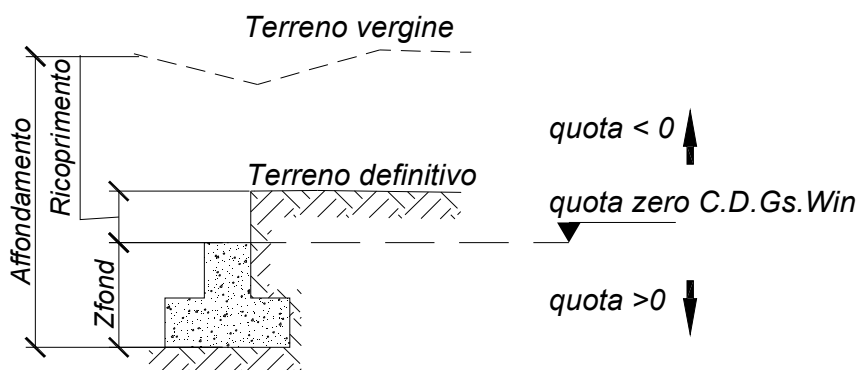 Terreno vergine
Affondamento
Ricoprimento
quota < 0
Terreno definitivo
quota zero C.D.Gs.Win
Zfond
quota >0